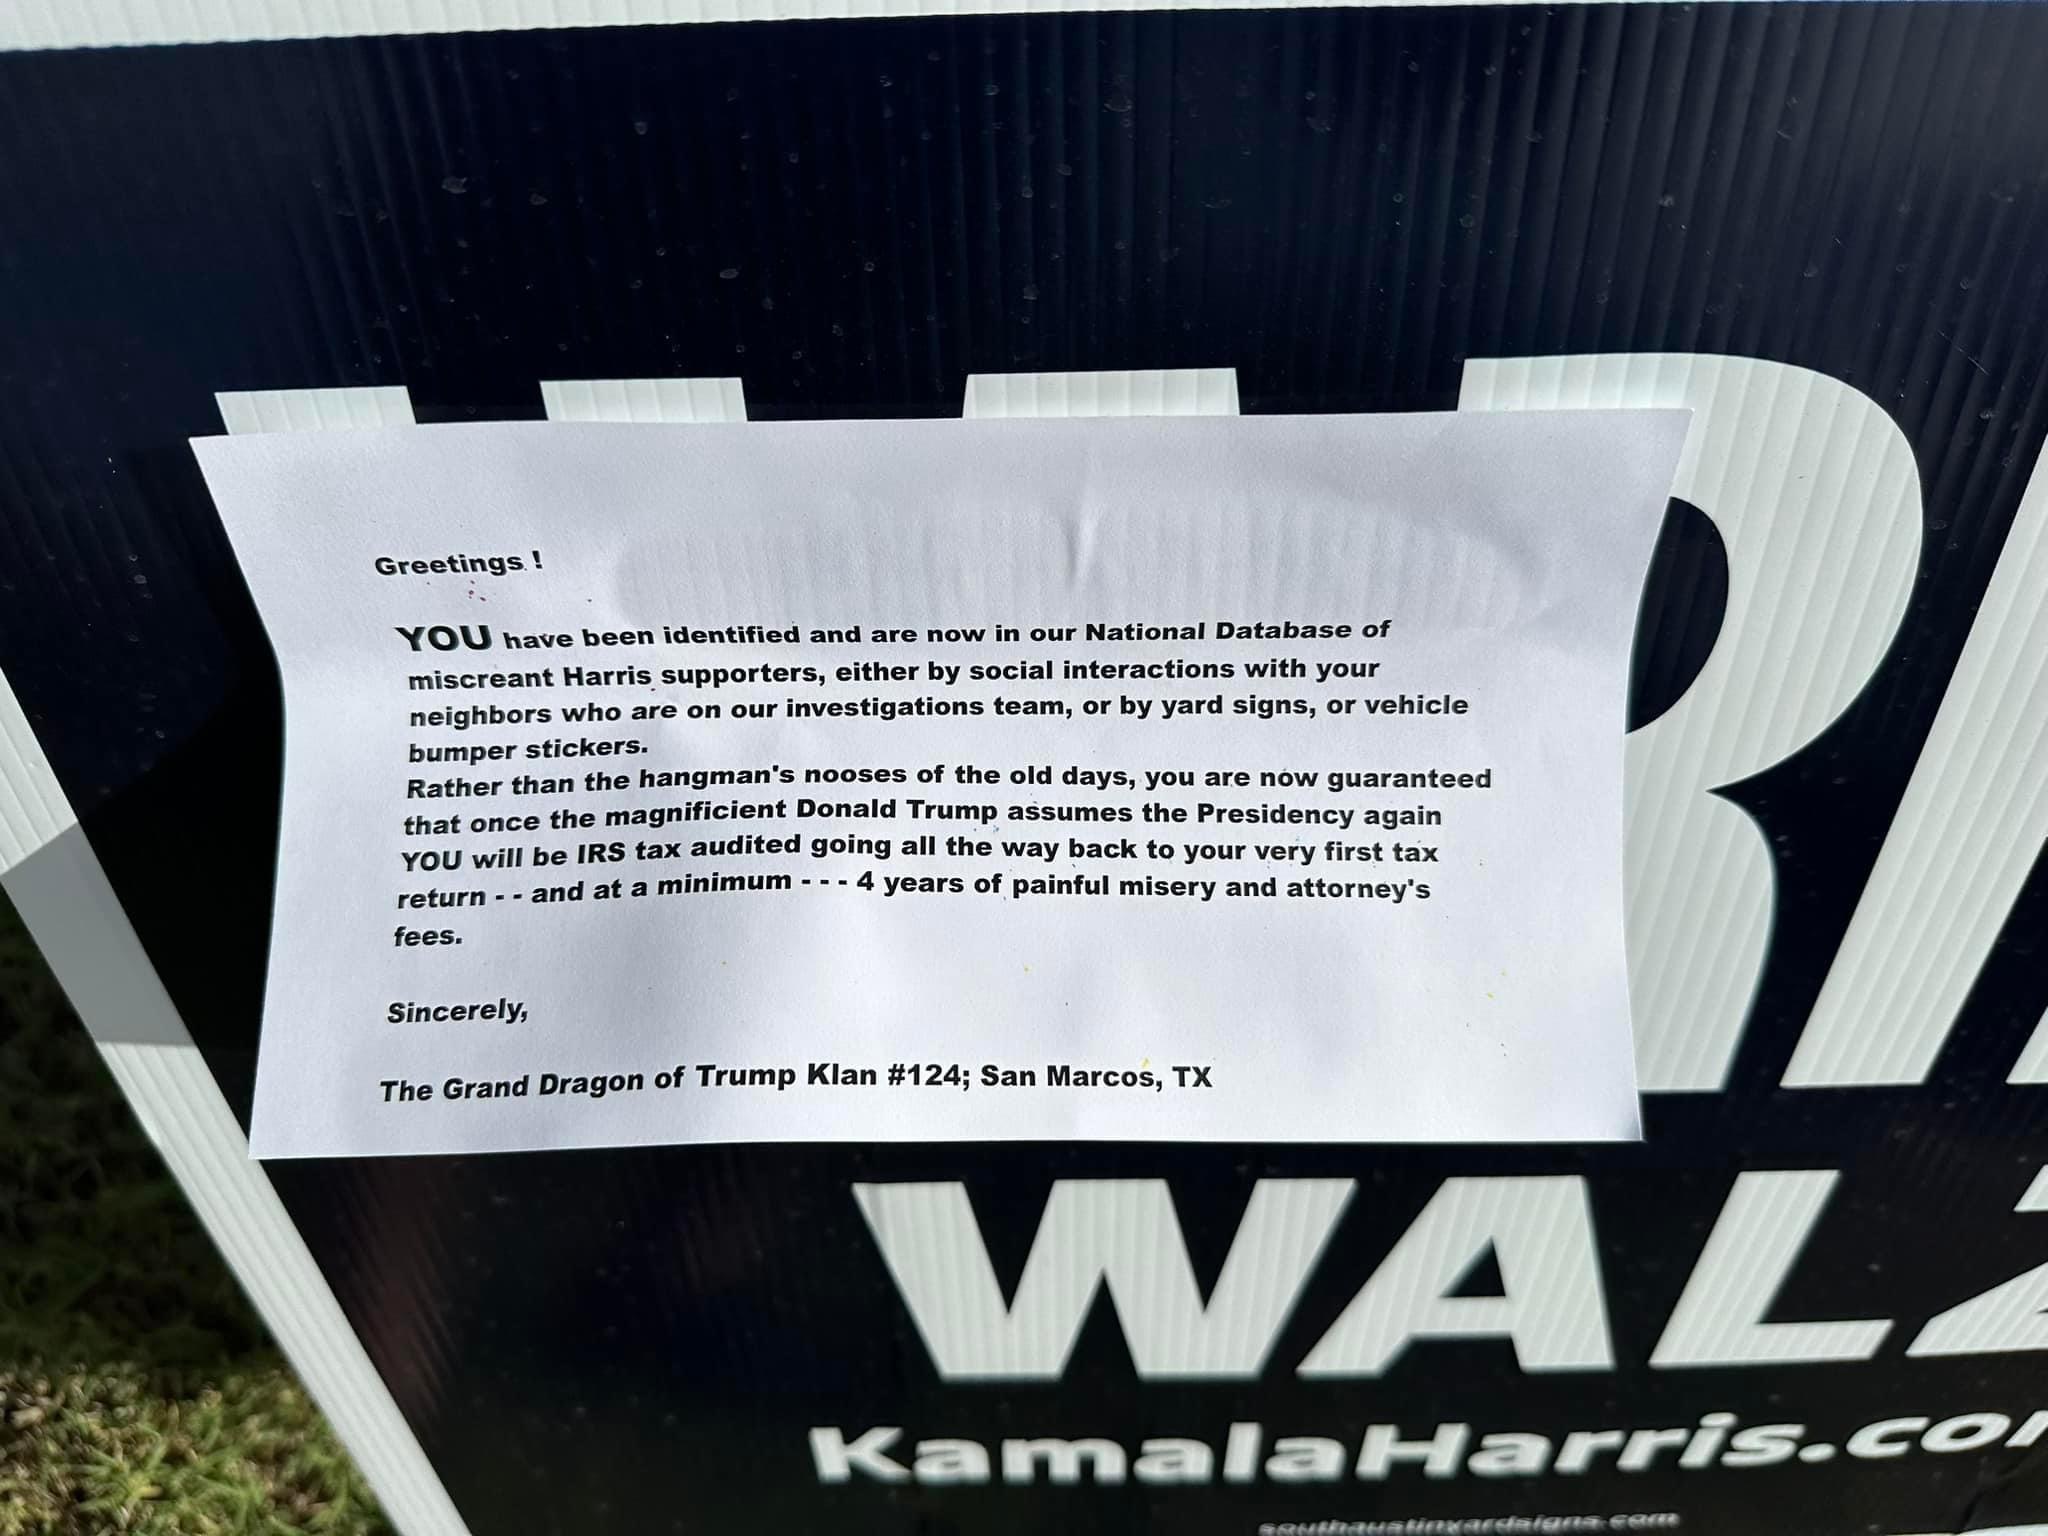 Greetings !
YOU have been identified and are now in our National Database of
miscreant Harris supporters, either by social interactions with your
neighbors who are on our investigations team, or by yard signs, or vehicle
bumper stickers.
Rather than the hangman's nooses of the old days, you are now guaranteed
that once the magnificient Donald Trump assumes the Presidency again
YOU will be IRS tax audited going all the way back to your very first tax
return - - and at a minimum - - - 4 years of painful misery and attorney's
fees.
Sincerely,
The Grand Dragon of Trump Klan #124; San Marcos, TX
WALZ
KamalaHarris.com
southaustinyardsigns.com